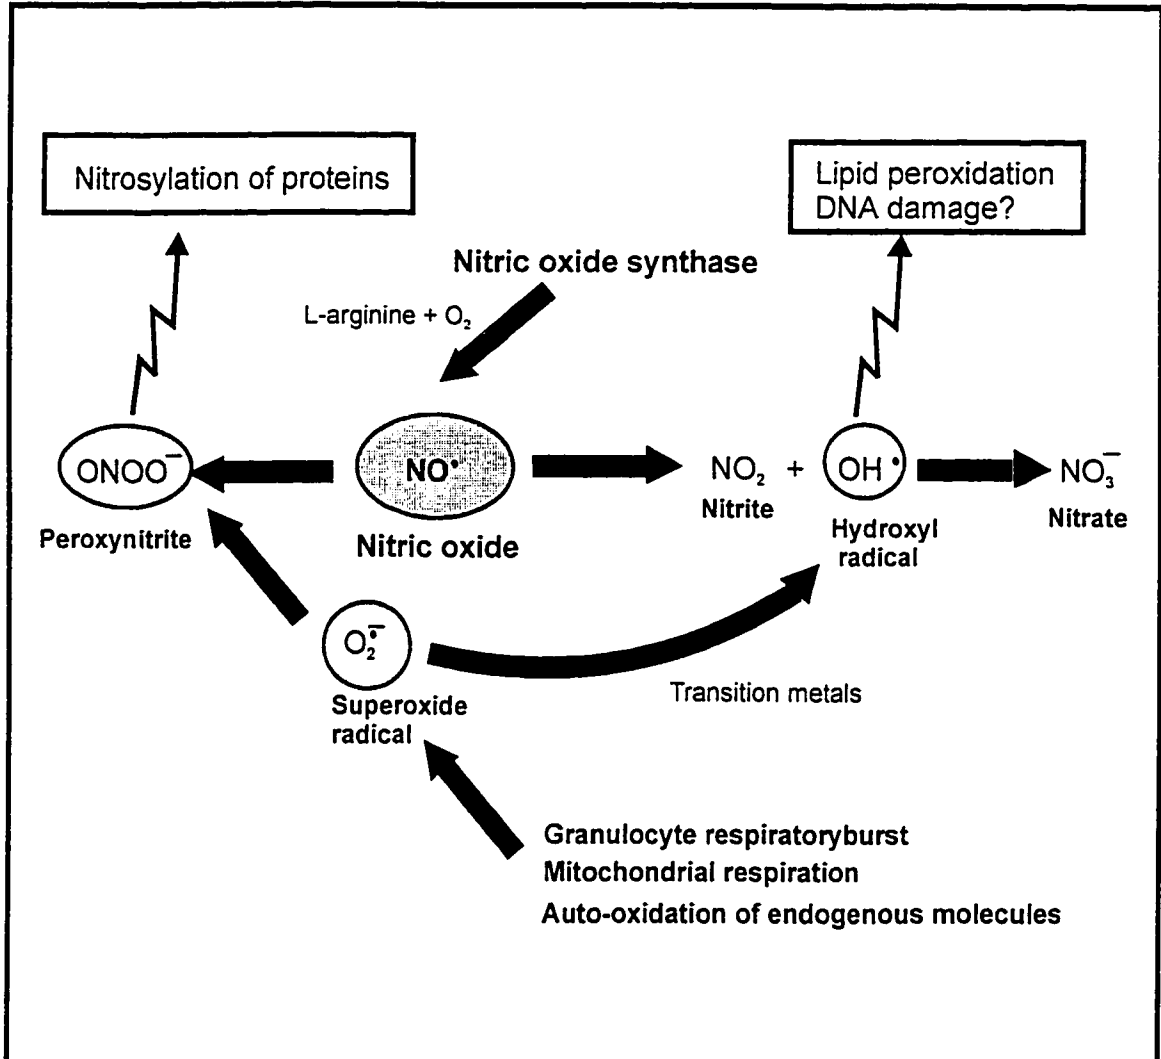 Nitrosylation of proteins
Lipid peroxidation
DNA damage?
Nitric oxide synthase
L-arginine + O₂
ONOO⁻
NO•
NO₂ + OH• NO₃⁻
Peroxynitrite
Nitric oxide
Nitrite
Hydroxyl
radical
Nitrate
O₂•⁻
Superoxide
radical
Transition metals
Granulocyte respiratoryburst
Mitochondrial respiration
Auto-oxidation of endogenous molecules